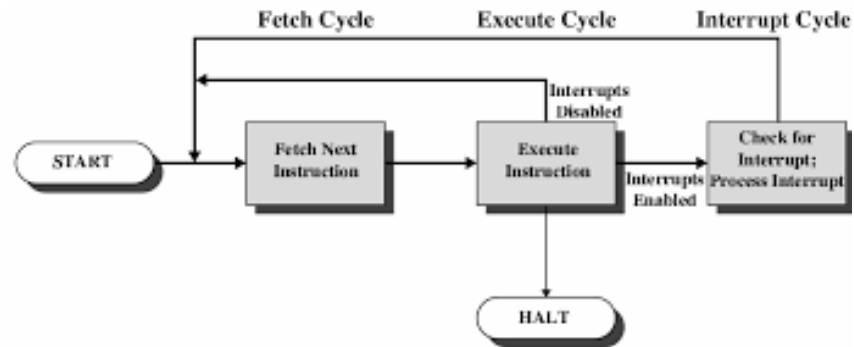 Fetch Cycle Execute Cycle Interrupt Cycle
Interrupts
Disabled
START
Fetch Next
Instruction
Execute
Instruction
Interrupts
Enabled
Check for
Interrupt;
Process Interrupt
HALT